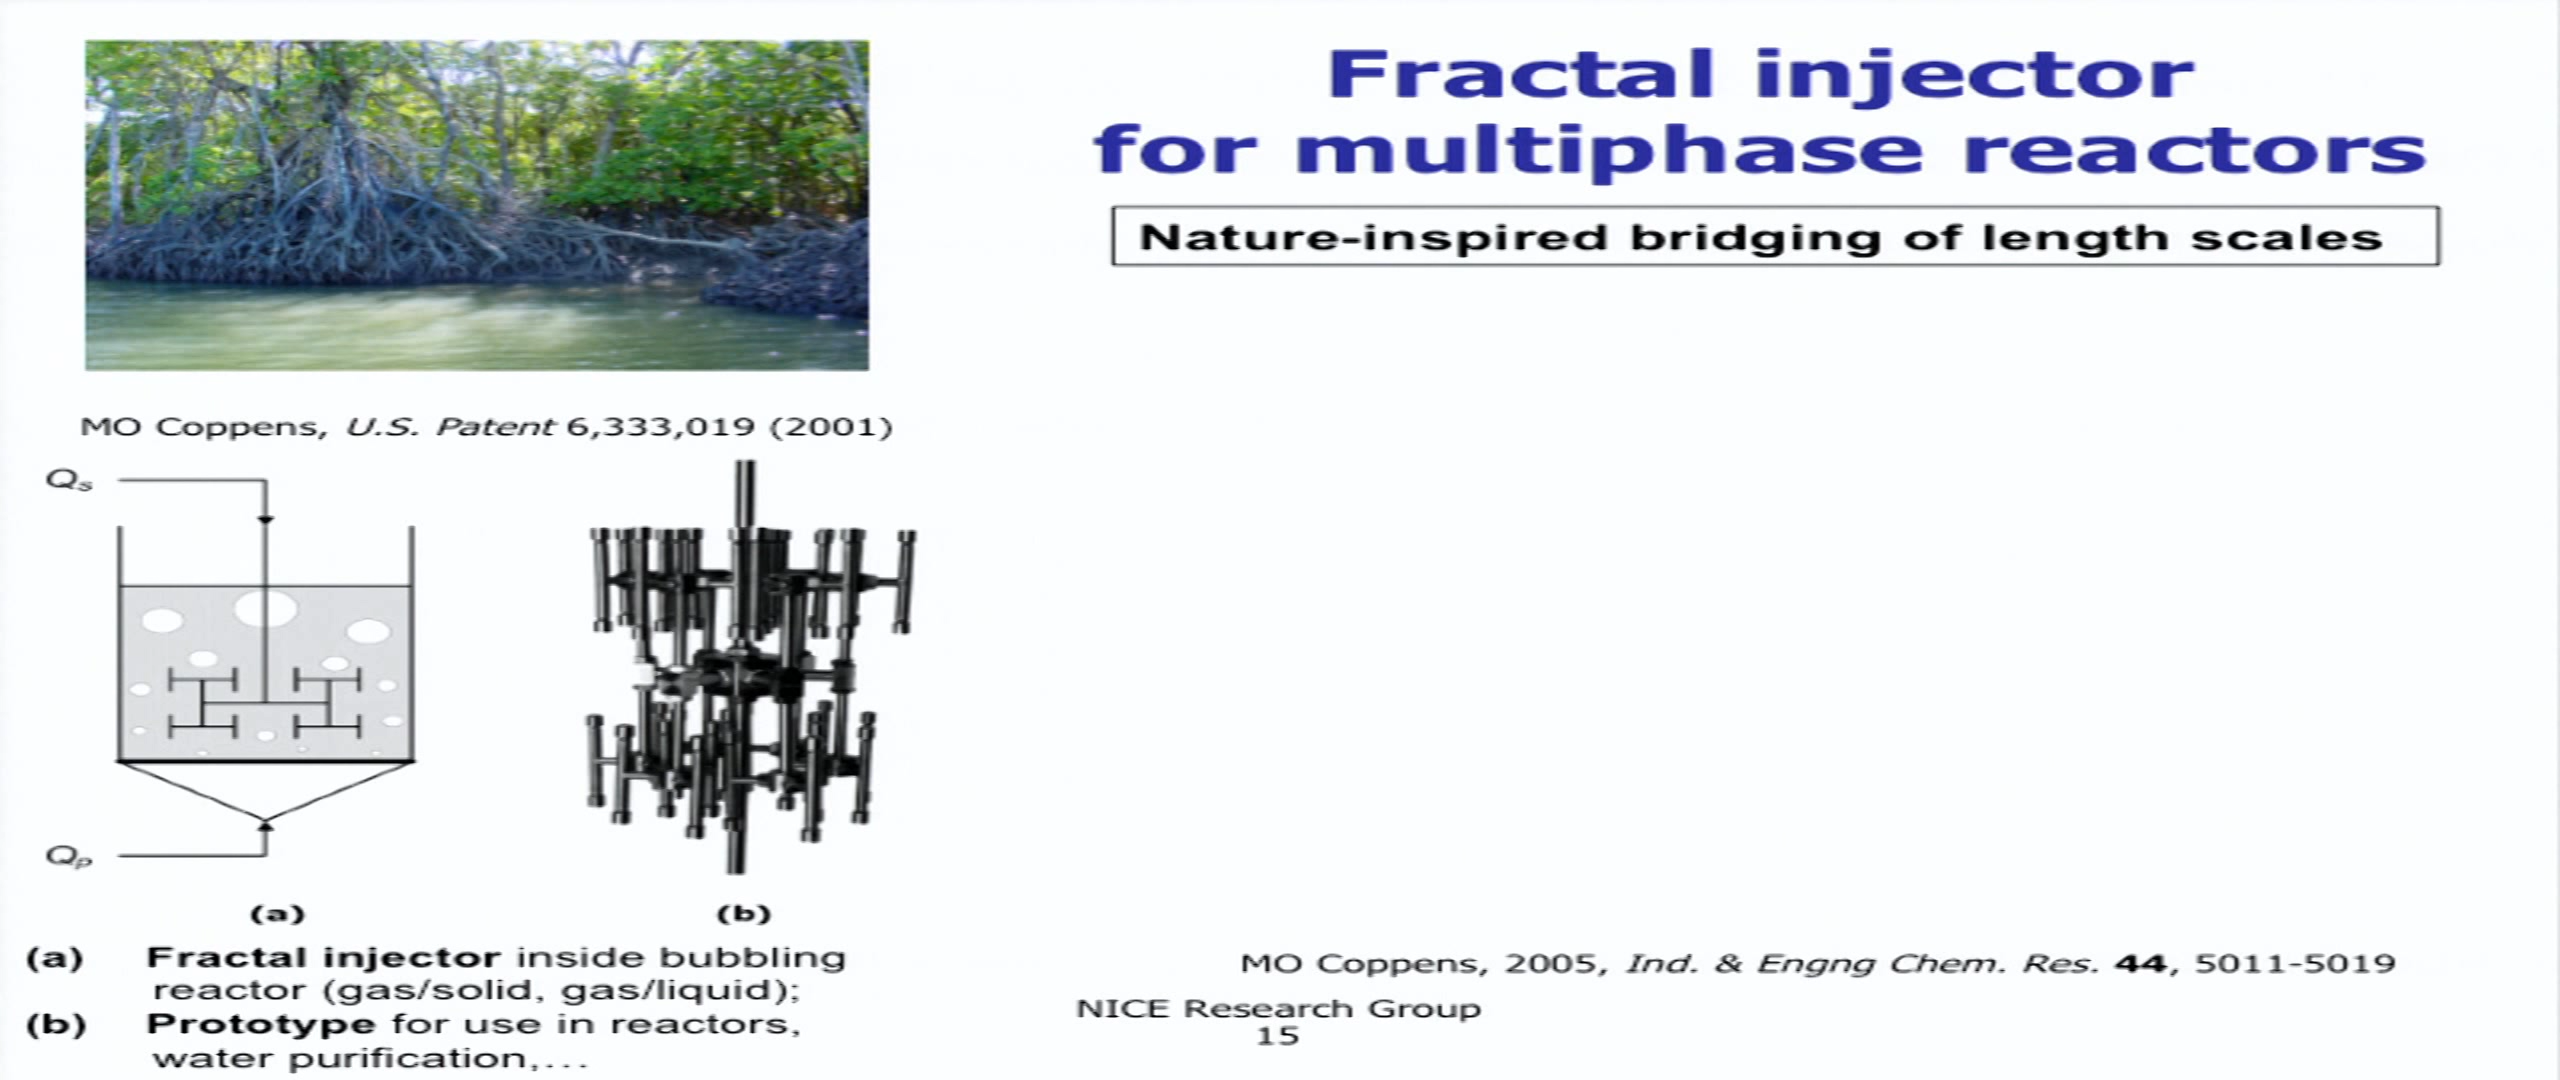 Fractal injector
for multiphase reactors
Nature-inspired bridging of length scales
MO Coppens, U.S. Patent 6,333,019 (2001)
Qs
Qp
(a)
(b)
(a) Fractal injector inside bubbling
reactor (gas/solid, gas/liquid);
(b) Prototype for use in reactors,
water purification,...
MO Coppens, 2005, Ind. & Engng Chem. Res. 44, 5011-5019
NICE Research Group
15